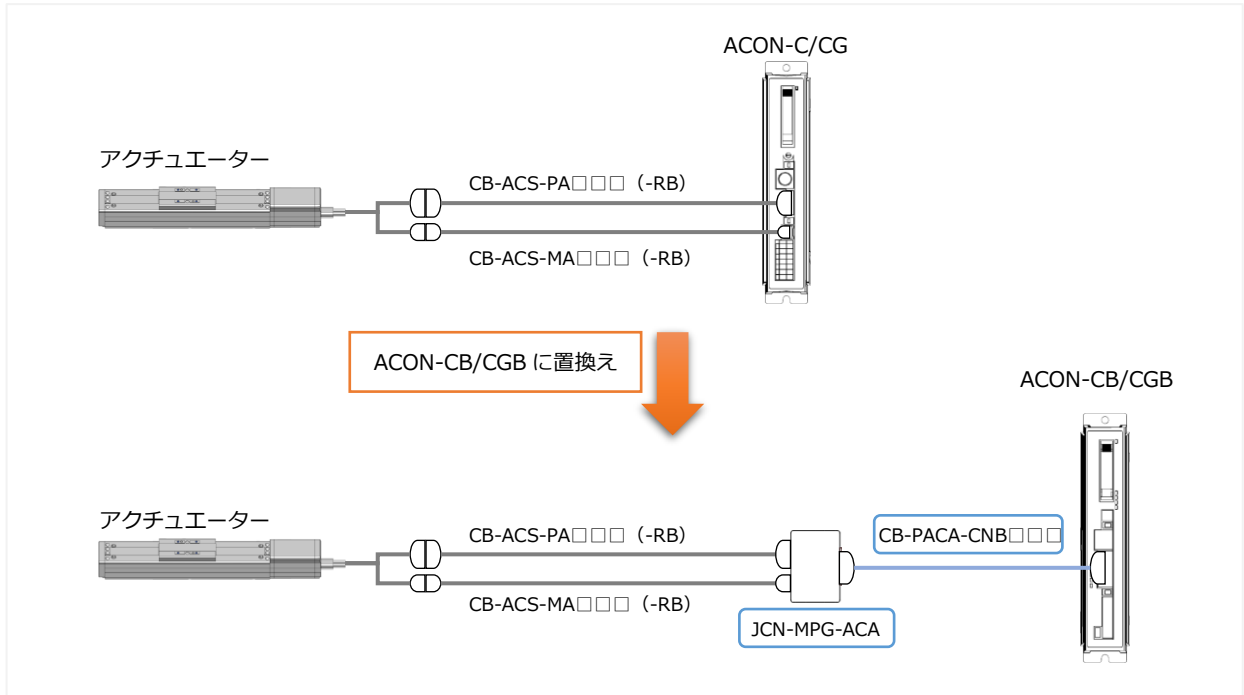 ACON-C/CG
アクチュエーター
CB-ACS-PA□□□（-RB）
CB-ACS-MA□□□（-RB）
ACON-CB/CGB に置換え
ACON-CB/CGB
アクチュエーター
CB-ACS-PA□□□（-RB）
CB-PACA-CNB□□□
CB-ACS-MA□□□（-RB）
JCN-MPG-ACA